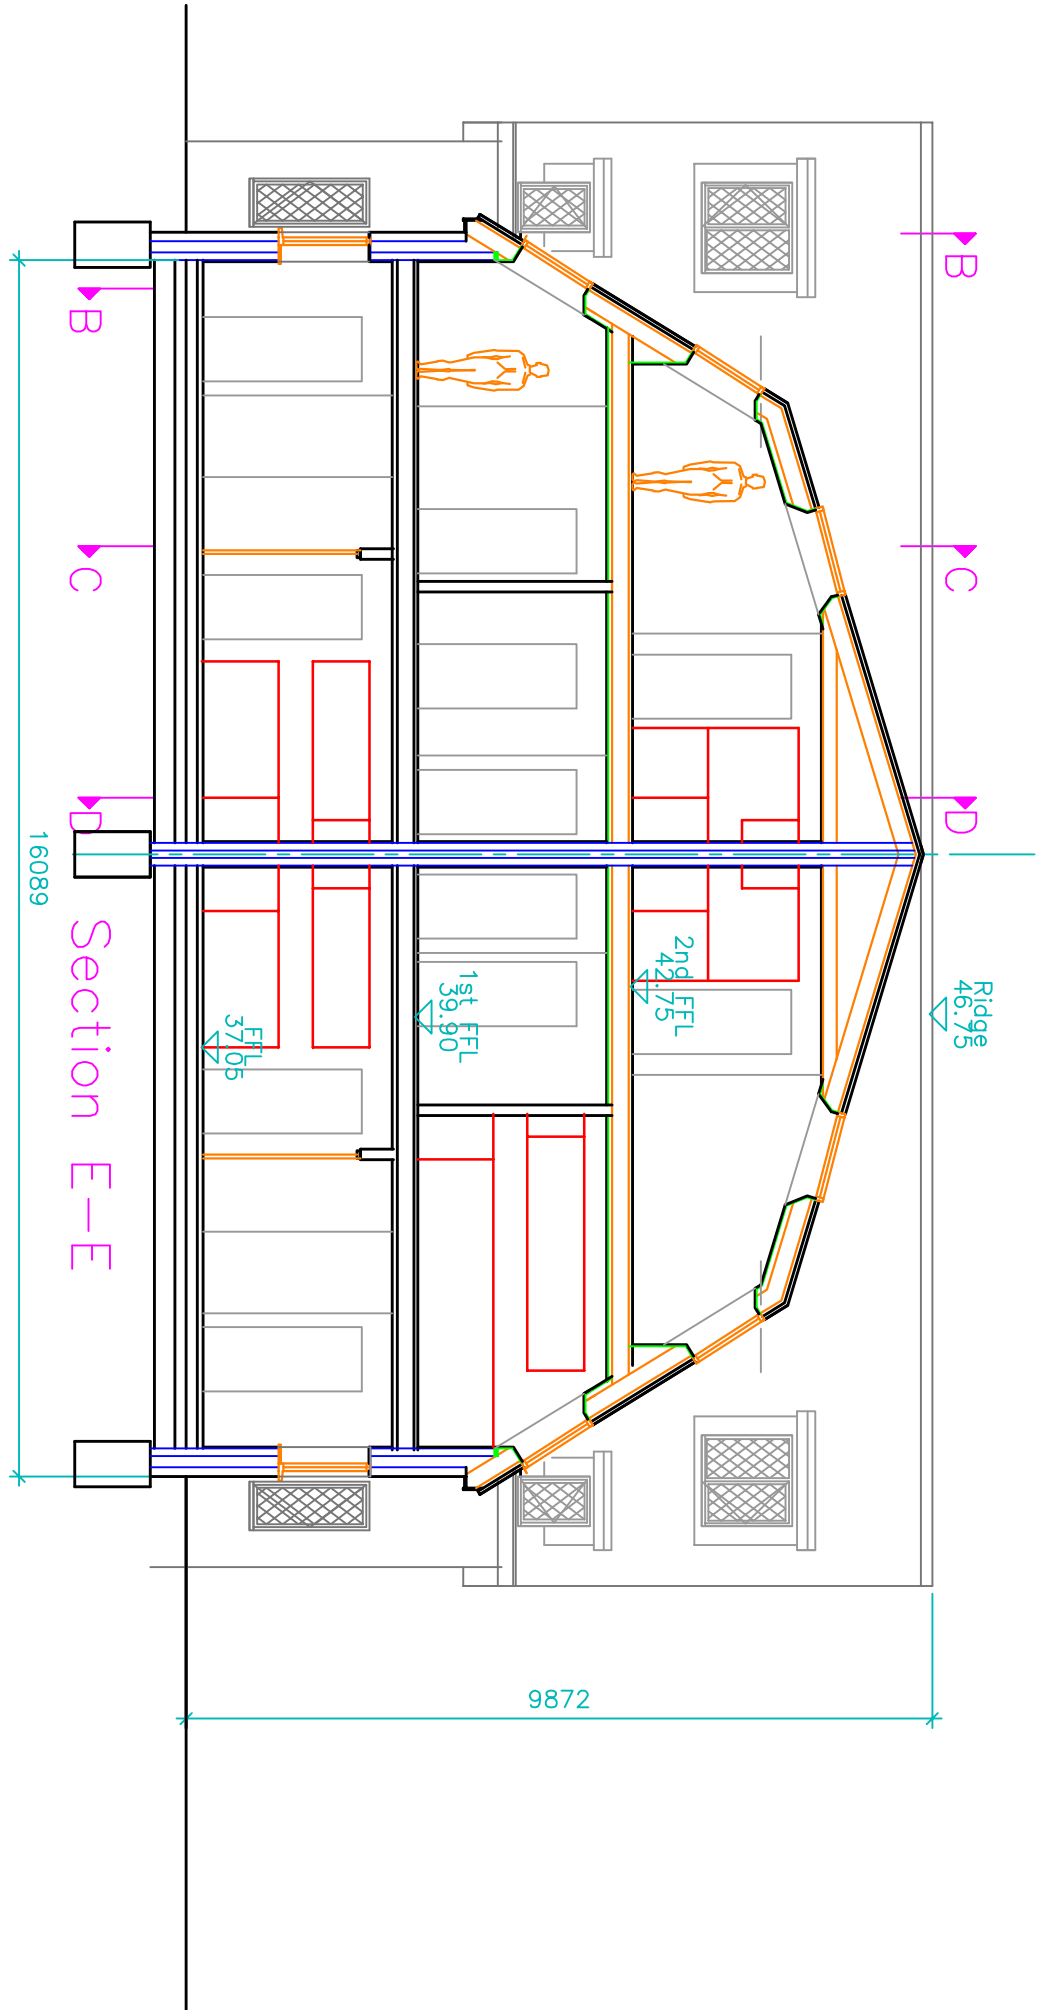 B
C
D
Ridge
46.75
2nd FFL
42.75
1st FFL
39.90
FFL
37.05
B
C
D
16089
9872
Section E-E